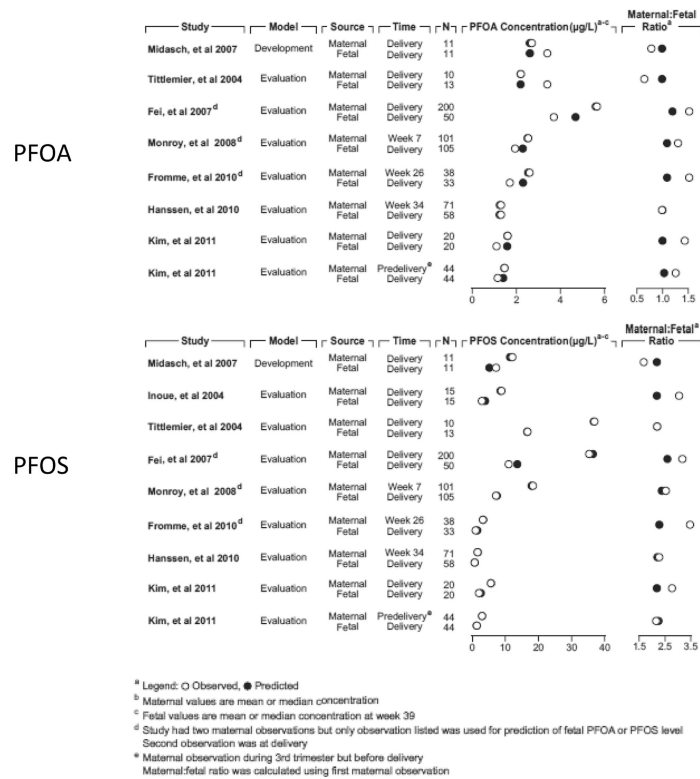 PFOA
Study Model Source Time N PFOA Concentration (µg/L)a-c Maternal:Fetal Ratioa
Midasch, et al 2007 Development Maternal Delivery 11
Fetal Delivery 11
Tittlemier, et al 2004 Evaluation Maternal Delivery 10
Fetal Delivery 13
Fei, et al 2007d Evaluation Maternal Delivery 200
Fetal Delivery 50
Monroy, et al 2008d Evaluation Maternal Week 7 101
Fetal Delivery 105
Fromme, et al 2010d Evaluation Maternal Week 26 38
Fetal Delivery 33
Hanssen, et al 2010 Evaluation Maternal Week 34 71
Fetal Delivery 58
Kim, et al 2011 Evaluation Maternal Delivery 20
Fetal Delivery 20
Kim, et al 2011 Evaluation Maternal Predeliverye 44
Fetal Delivery 44
0 2 4 6 0.5 1.0 1.5
PFOS
Study Model Source Time N PFOS Concentration (µg/L)a-c Maternal:Fetala Ratio
Midasch, et al 2007 Development Maternal Delivery 11
Fetal Delivery 11
Inoue, et al 2004 Evaluation Maternal Delivery 15
Fetal Delivery 15
Tittlemier, et al 2004 Evaluation Maternal Delivery 10
Fetal Delivery 13
Fei, et al 2007d Evaluation Maternal Delivery 200
Fetal Delivery 50
Monroy, et al 2008d Evaluation Maternal Week 7 101
Fetal Delivery 105
Fromme, et al 2010d Evaluation Maternal Week 26 38
Fetal Delivery 33
Hanssen, et al 2010 Evaluation Maternal Week 34 71
Fetal Delivery 58
Kim, et al 2011 Evaluation Maternal Delivery 20
Fetal Delivery 20
Kim, et al 2011 Evaluation Maternal Predeliverye 44
Fetal Delivery 44
0 10 20 30 40 1.5 2.5 3.5
a Legend: O Observed, ● Predicted
b Maternal values are mean or median concentration
c Fetal values are mean or median concentration at week 39
d Study had two maternal observations but only observation listed was used for prediction of fetal PFOA or PFOS level
Second observation was at delivery
e Maternal observation during 3rd trimester but before delivery
Maternal:fetal ratio was calculated using first maternal observation